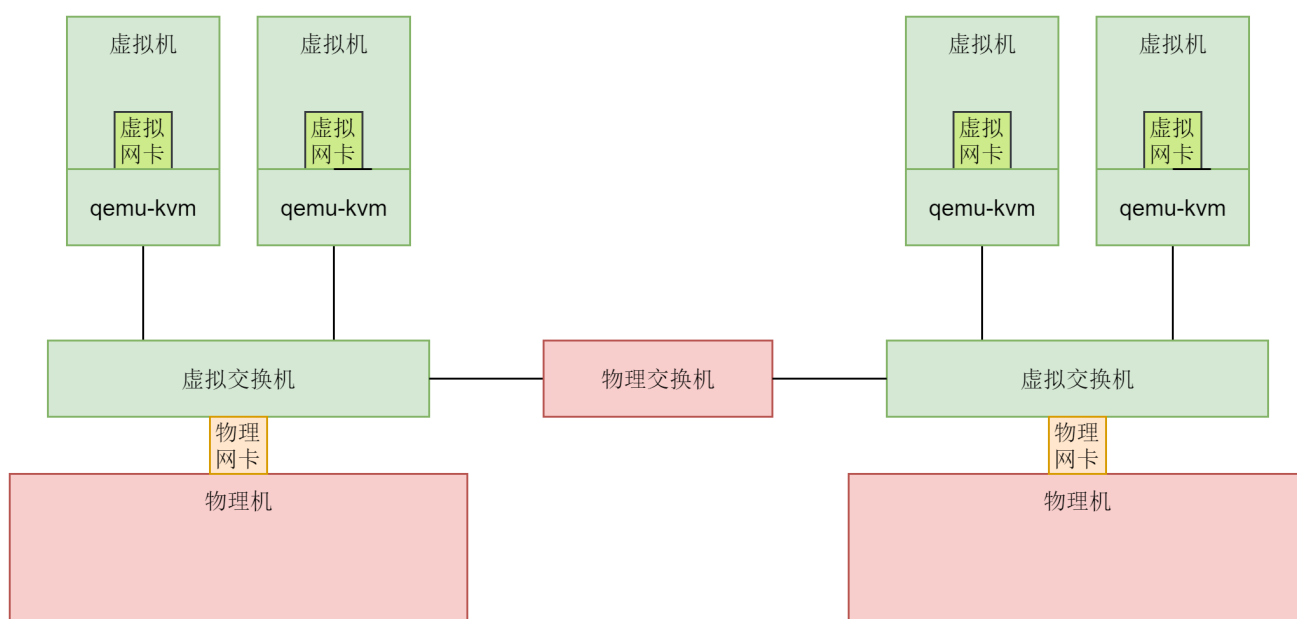 虚拟机
虚拟机
虚拟机
虚拟机
虚拟
网卡
虚拟
网卡
虚拟
网卡
虚拟
网卡
qemu-kvm
qemu-kvm
qemu-kvm
qemu-kvm
虚拟交换机
物理交换机
虚拟交换机
物理
网卡
物理
网卡
物理机
物理机